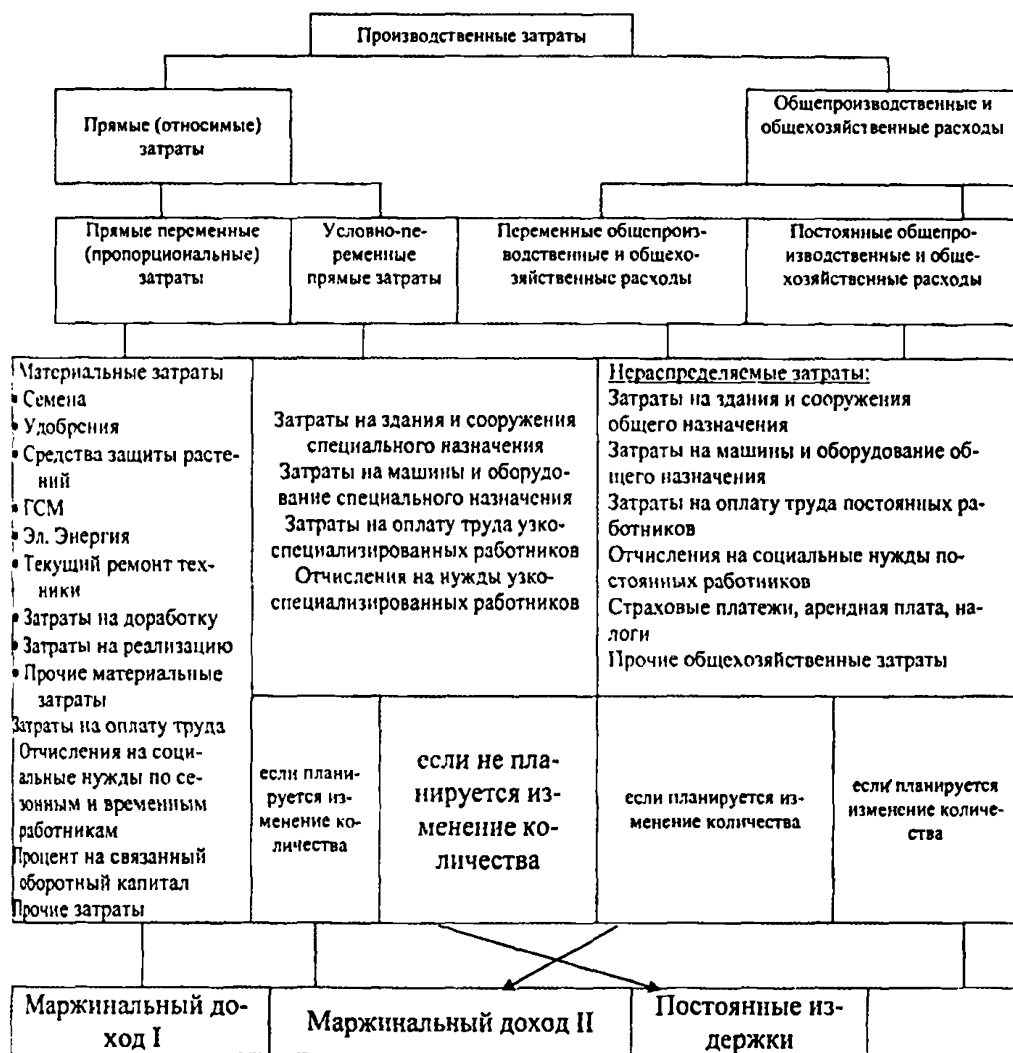 Производственные затраты
Прямые (относимые)
затраты
Общепроизводственные и
общехозяйственные расходы
Прямые переменные
(пропорциональные)
затраты
Условно-пе-
ременные
прямые затраты
Переменные общепроиз-
водственные и общехо-
зяйственные расходы
Постоянные общепро-
изводственные и обще-
хозяйственные расходы
Материальные затраты
• Семена
• Удобрения
• Средства защиты расте-
ний
• ГСМ
• Эл. Энергия
• Текущий ремонт тех-
ники
• Затраты на доработку
• Затраты на реализацию
• Прочие материальные
затраты
Затраты на оплату труда
Отчисления на соци-
альные нужды по се-
зонным и временным
работникам
Процент на связанный
оборотный капитал
Прочие затраты
Затраты на здания и сооружения
специального назначения
Затраты на машины и оборудо-
вание специального назначения
Затраты на оплату труда узко-
специализированных работников
Отчисления на нужды узко-
специализированных работников
Нераспределяемые затраты:
Затраты на здания и сооружения
общего назначения
Затраты на машины и оборудование об
щего назначения
Затраты на оплату труда постоянных ра-
ботников
Отчисления на социальные нужды по-
стоянных работников
Страховые платежи, арендная плата, на-
логи
Прочие общехозяйственные затраты
если плани-
руется из-
менение ко-
личества
если не пла-
нируется из-
менение ко-
личества
если планируется из-
менение количества
если планируется
изменение количе-
ства
Маржинальный до-
ход I
Маржинальный доход II
Постоянные из-
держки